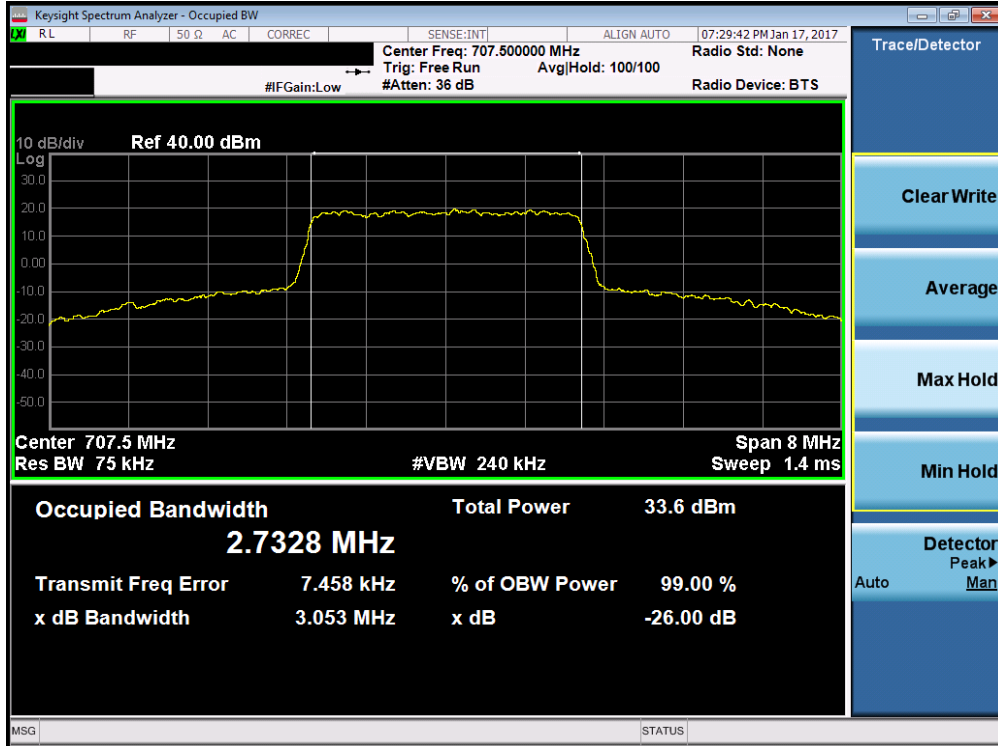 Keysight Spectrum Analyzer - Occupied BW
LXI RL RF 50 Ω AC CORREC SENSE:INT ALIGN AUTO 07:29:42 PM Jan 17, 2017
Center Freq: 707.500000 MHz Radio Std: None
Trig: Free Run Avg|Hold: 100/100
#IFGain:Low #Atten: 36 dB Radio Device: BTS
Trace/Detector
10 dB/div Ref 40.00 dBm
Log
30.0
20.0
10.0
0.00
-10.0
-20.0
-30.0
-40.0
-50.0
Center 707.5 MHz Span 8 MHz
Res BW 75 kHz #VBW 240 kHz Sweep 1.4 ms
Occupied Bandwidth Total Power 33.6 dBm
2.7328 MHz
Transmit Freq Error 7.458 kHz % of OBW Power 99.00 %
x dB Bandwidth 3.053 MHz x dB -26.00 dB
Clear Write
Average
Max Hold
Min Hold
Detector
Peak▶
Auto Man
MSG STATUS